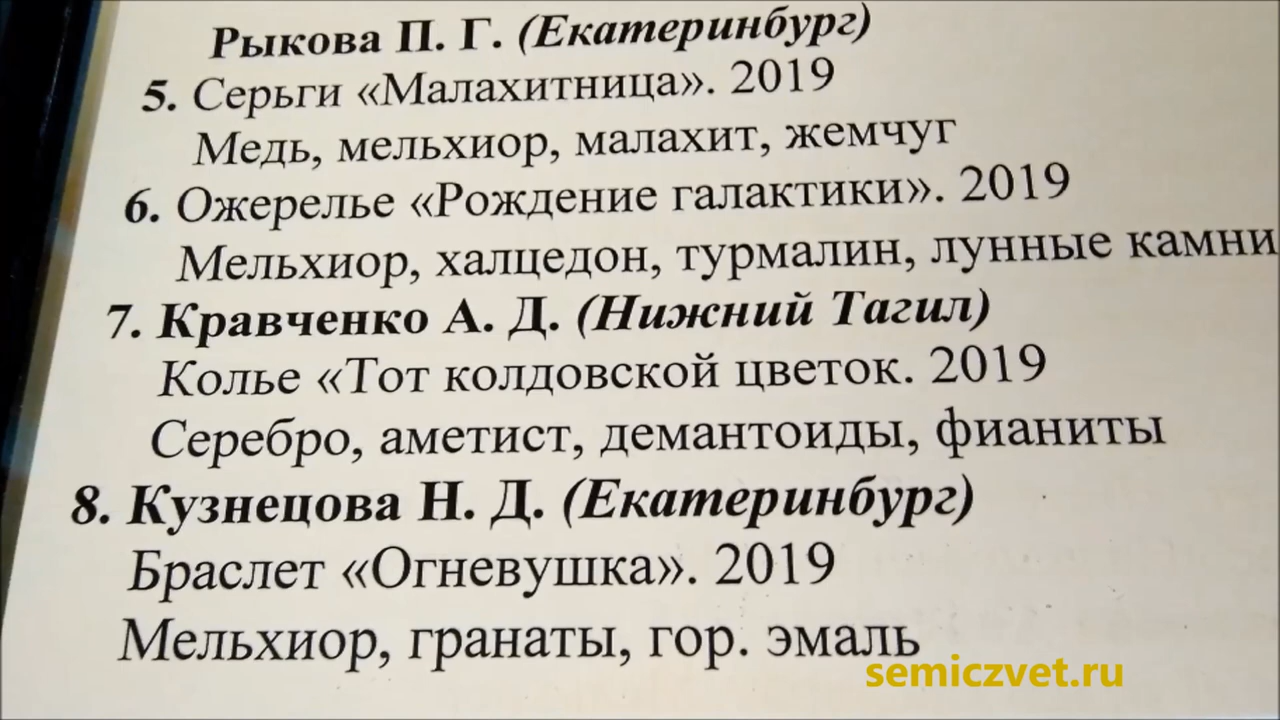 Рыкова П. Г. (Екатеринбург)
5. Серьги «Малахитница». 2019
Медь, мельхиор, малахит, жемчуг
6. Ожерелье «Рождение галактики». 2019
Мельхиор, халцедон, турмалин, лунные камни
7. Кравченко А. Д. (Нижний Тагил)
Колье «Тот колдовской цветок. 2019
Серебро, аметист, демантоиды, фианиты
8. Кузнецова Н. Д. (Екатеринбург)
Браслет «Огневушка». 2019
Мельхиор, гранаты, гор. эмаль
semiczvet.ru